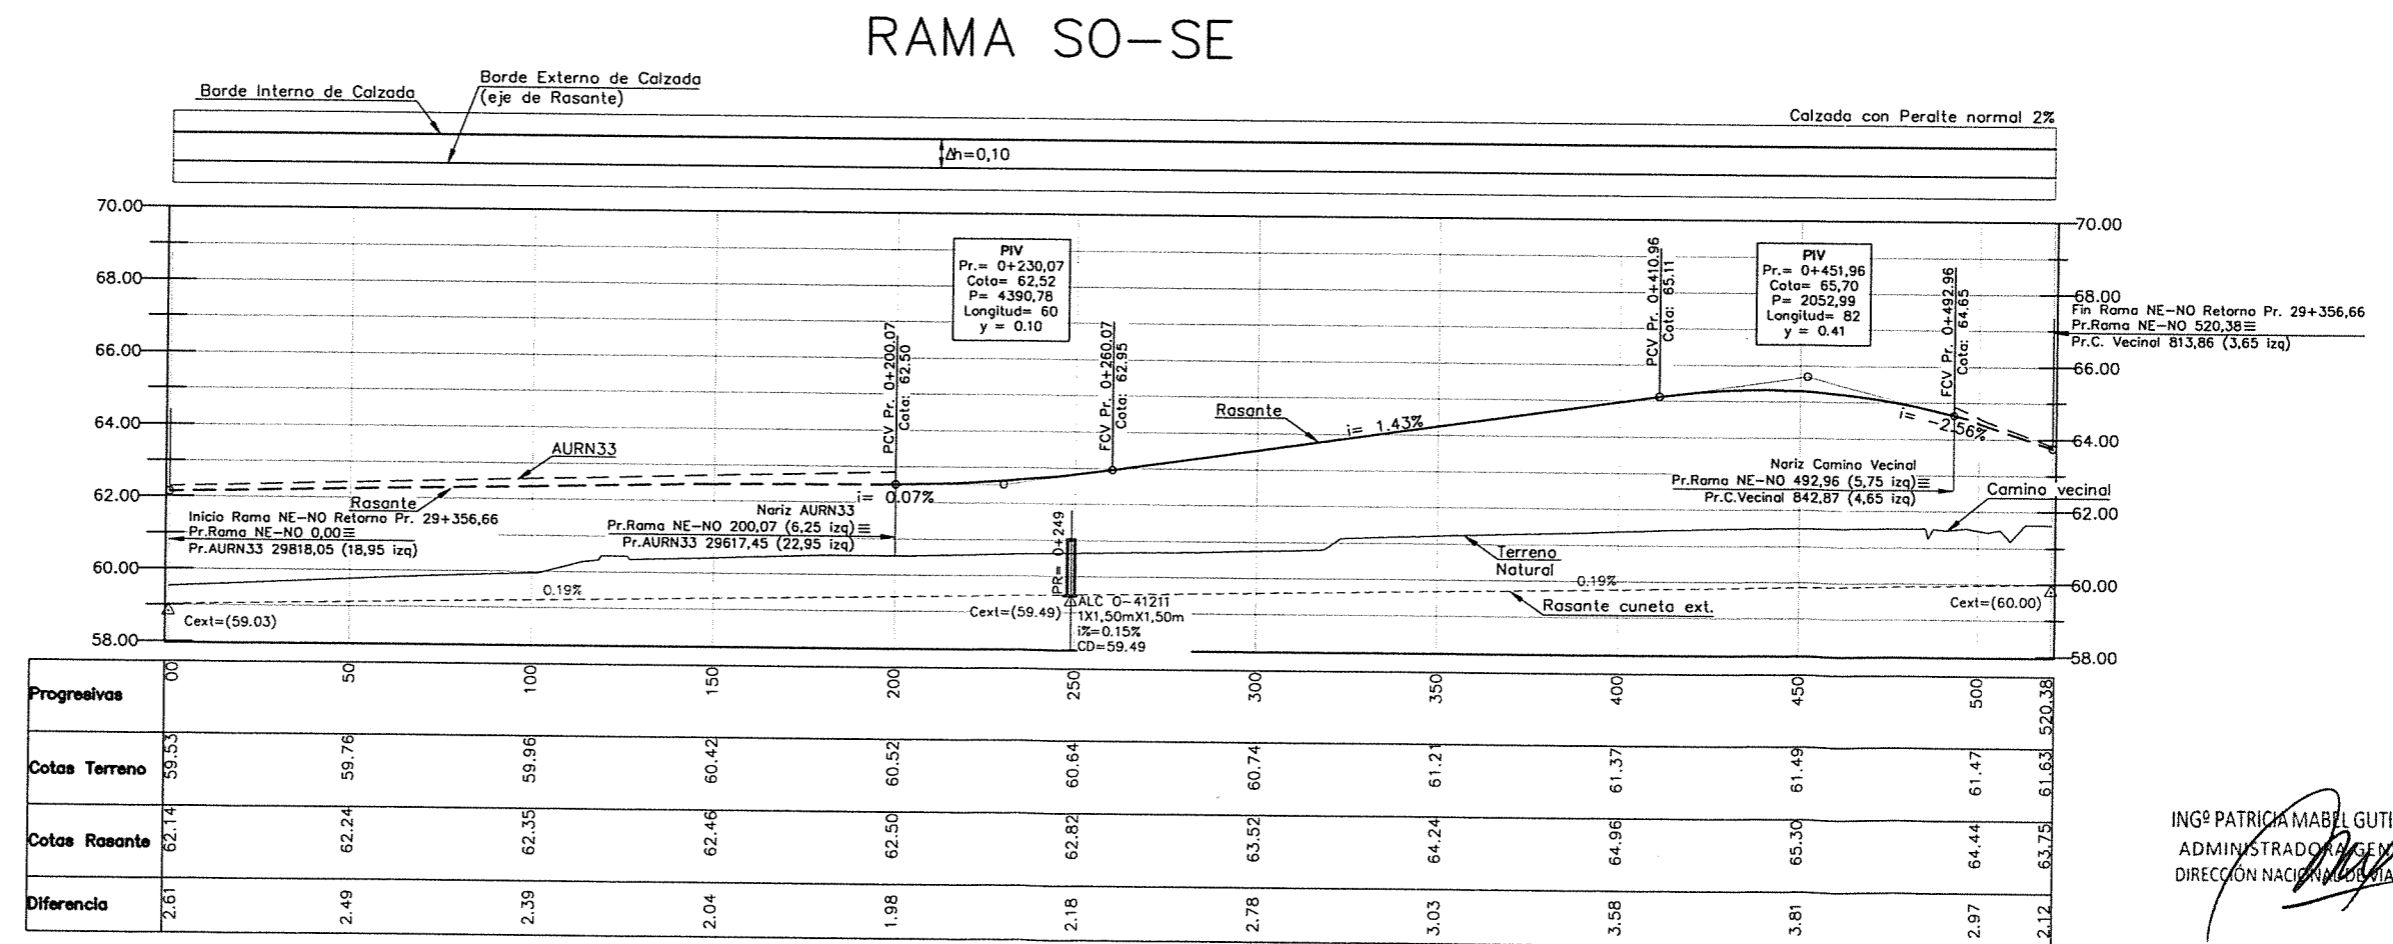 RAMA SO-SE
Borde Interno de Calzada
Borde Externo de Calzada
(eje de Rasante)
Calzada con Peralte normal 2%
Δh=0,10
70.00
68.00
66.00
64.00
62.00
60.00
58.00
70.00
68.00
66.00
64.00
62.00
60.00
58.00
PIV
Pr.= 0+230,07
Cota= 62,52
P= 4390,78
Longitud= 60
y = 0.10
PIV
Pr.= 0+451,96
Cota= 65,70
P= 2052,99
Longitud= 82
y = 0.41
PCV Pr. 0+200.07
Cota: 62.50
FCV Pr. 0+260.07
Cota: 62.95
PCV Pr. 0+410.96
Cota: 65.11
FCV Pr. 0+492.96
Cota: 64.65
Fin Rama NE-NO Retorno Pr. 29+356,66
Pr.Rama NE-NO 520,38≡
Pr.C. Vecinal 813,86 (3,65 izq)
AURN33
Rasante
Rasante
i= 0.07%
i= 1.43%
i= -2.56%
Inicio Rama NE-NO Retorno Pr. 29+356,66
Pr.Rama NE-NO 0,00≡
Pr.AURN33 29818,05 (18,95 izq)
Nariz AURN33
Pr.Rama NE-NO 200,07 (6,25 izq)≡
Pr.AURN33 29617,45 (22,95 izq)
Nariz Camino Vecinal
Pr.Rama NE-NO 492,96 (5,75 izq)≡
Pr.C.Vecinal 842,87 (4,65 izq)
Camino vecinal
Terreno
Natural
0.19%
0.19%
Rasante cuneta ext.
Cext=(59.03)
Cext=(59.49)
Cext=(60.00)
PR= 0+249
ALC O-41211
1X1,50mX1,50m
i%=0.15%
CD=59.49
Progresivas 00 50 100 150 200 250 300 350 400 450 500 520.38
Cotas Terreno 59.53 59.76 59.96 60.42 60.52 60.64 60.74 61.21 61.37 61.49 61.47 61.63
Cotas Rasante 62.14 62.24 62.35 62.46 62.50 62.82 63.52 64.24 64.96 65.30 64.44 63.75
Diferencia 2.61 2.49 2.39 2.04 1.98 2.18 2.78 3.03 3.58 3.81 2.97 2.12
INGº PATRICIA MABEL GUTI
ADMINISTRADORA GEN
DIRECCIÓN NACIONAL DE VIA